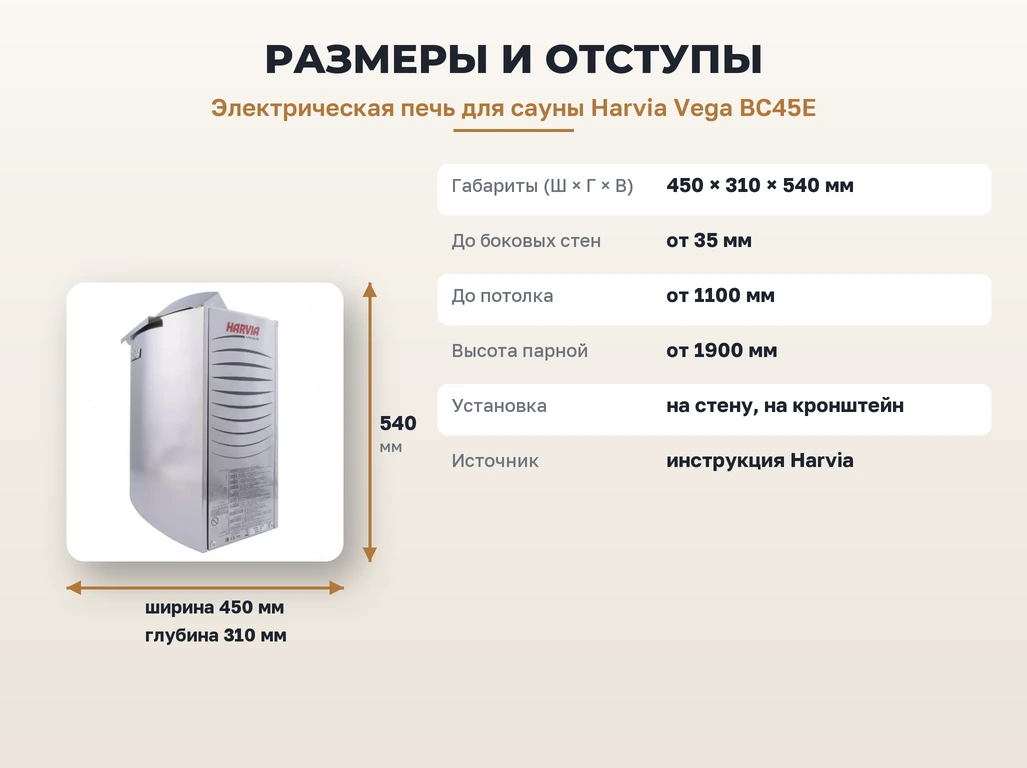 РАЗМЕРЫ И ОТСТУПЫ
Электрическая печь для сауны Harvia Vega BC45E
Габариты (Ш × Г × В) 450 × 310 × 540 мм
До боковых стен от 35 мм
До потолка от 1100 мм
Высота парной от 1900 мм
Установка на стену, на кронштейн
Источник инструкция Harvia
HARVIA
540
мм
ширина 450 мм
глубина 310 мм